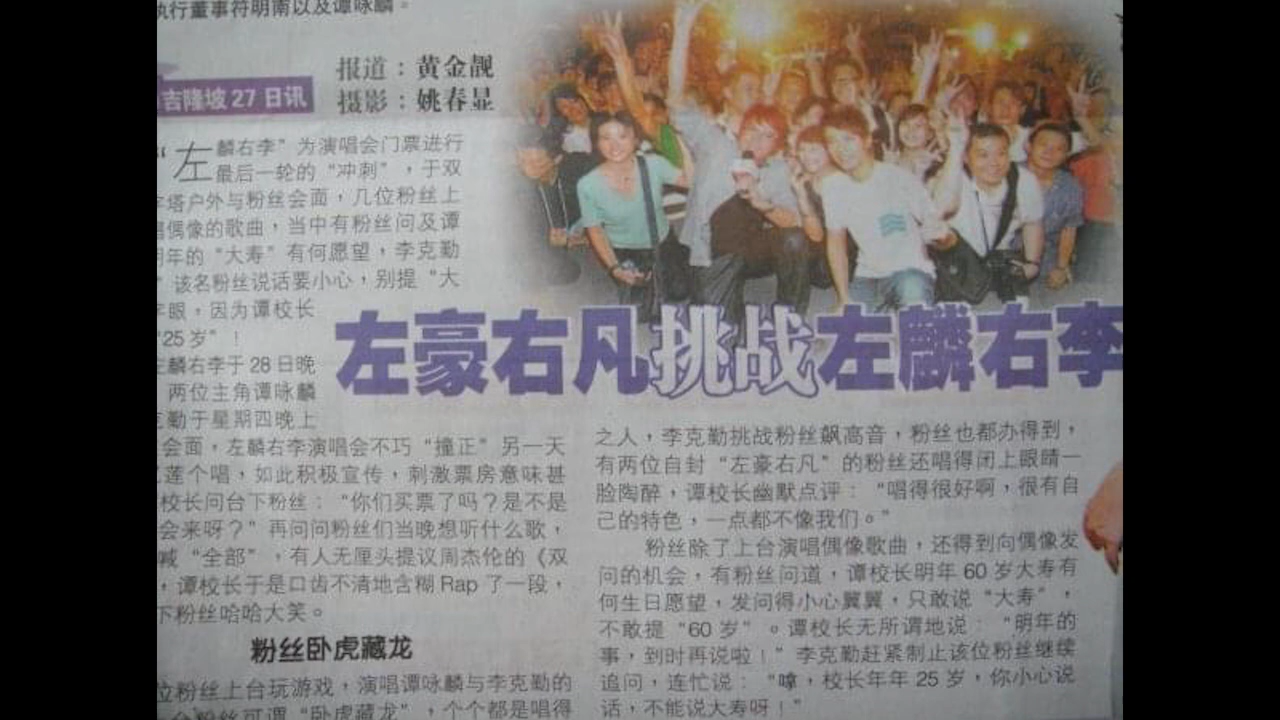 执行董事符明南以及谭咏麟。
报道：黄金靓
摄影：姚春显
吉隆坡27日讯
“左麟右李”为演唱会门票进行
最后一轮的“冲刺”，于双
塔户外与粉丝会面，几位粉丝上
偶像的歌曲，当中有粉丝问及谭
明年的“大寿”有何愿望，李克勤
”该名粉丝说话要小心，别提“大
字眼，因为谭校长
“25岁”！
左麟右李于28日晚
两位主角谭咏麟
克勤于星期四晚上
会面，左麟右李演唱会不巧“撞正”另一天
莲个唱，如此积极宣传，刺激票房意味甚
校长问台下粉丝：“你们买票了吗？是不是
会来呀？”再问问粉丝们当晚想听什么歌，
喊“全部”，有人无厘头提议周杰伦的《双
，谭校长于是口齿不清地含糊Rap了一段，
下粉丝哈哈大笑。
粉丝卧虎藏龙
位粉丝上台玩游戏，演唱谭咏麟与李克勤的
台粉丝可谓“卧虎藏龙”，个个都是唱得
左豪右凡挑战左麟右李
之人，李克勤挑战粉丝飙高音，粉丝也都办得到，
有两位自封“左豪右凡”的粉丝还唱得闭上眼睛一
脸陶醉，谭校长幽默点评：“唱得很好啊，很有自
己的特色，一点都不像我们。”
粉丝除了上台演唱偶像歌曲，还得到向偶像发
问的机会，有粉丝问道，谭校长明年60岁大寿有
何生日愿望，发问得小心翼翼，只敢说“大寿”，
不敢提“60岁”。谭校长无所谓地说：“明年的
事，到时再说啦！”李克勤赶紧制止该位粉丝继续
追问，连忙说：“嗱，校长年年25岁，你小心说
话，不能说大寿呀！”